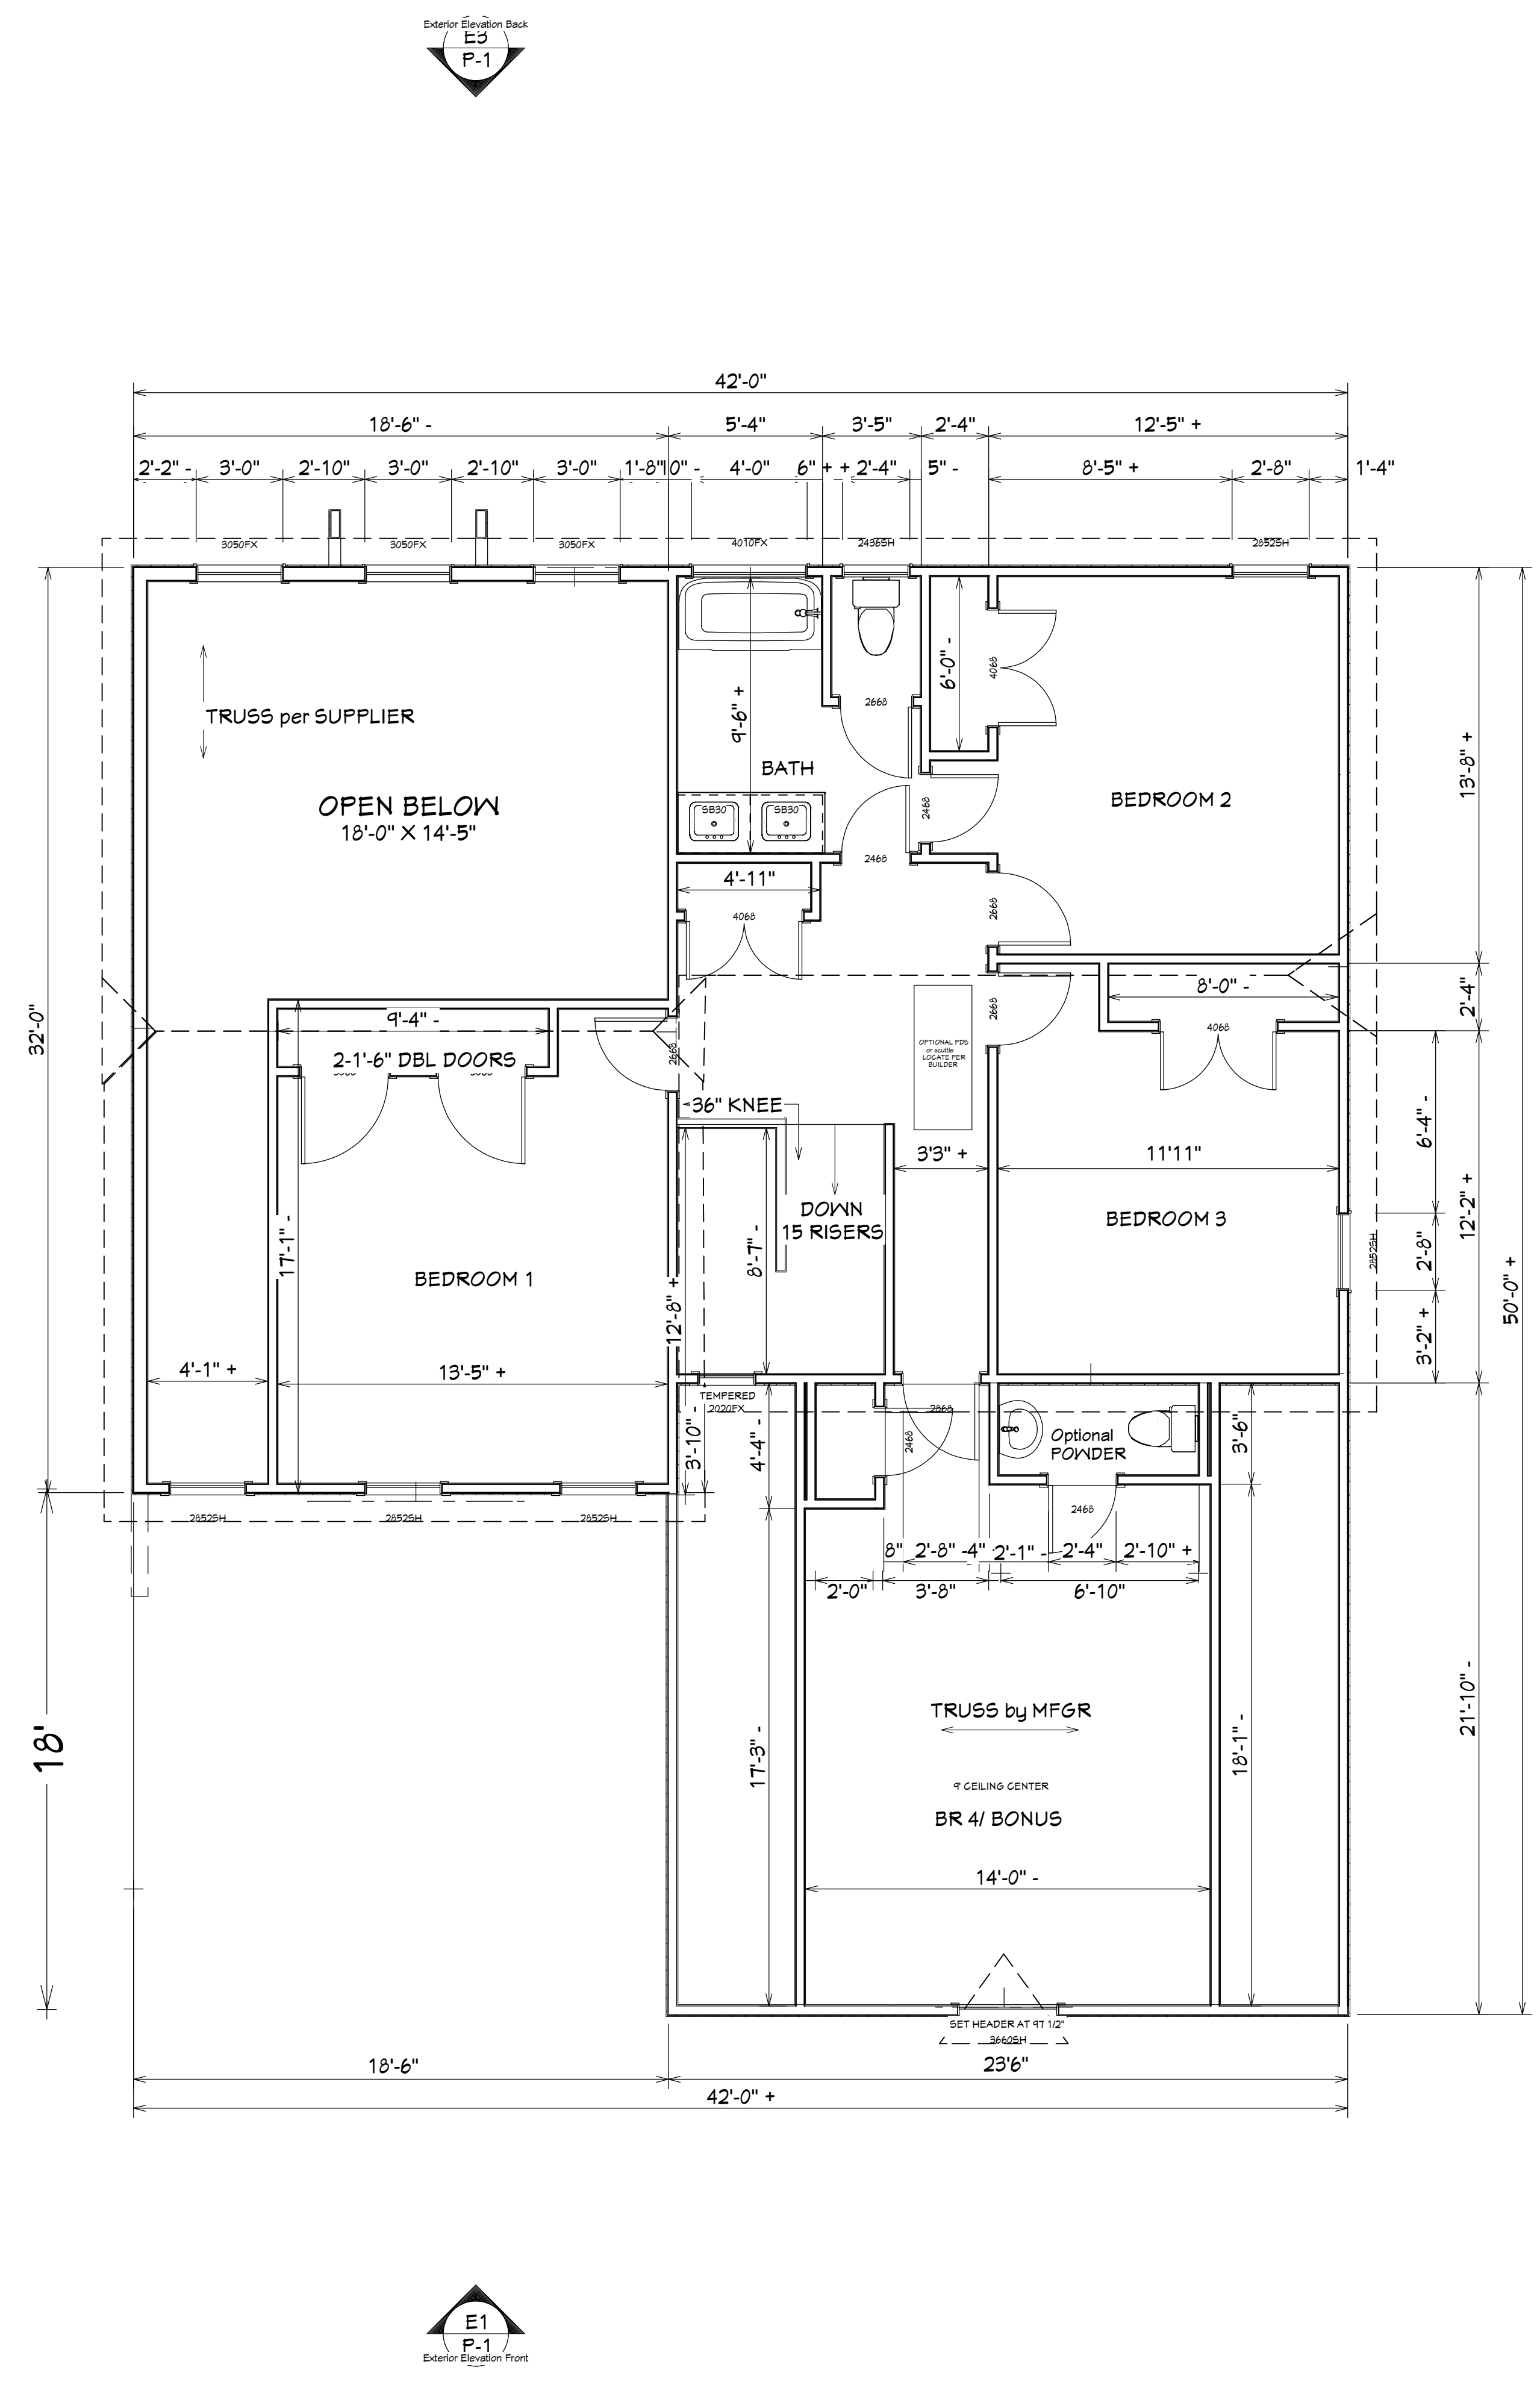 Exterior Elevation Back
E3
P-1
42'-0"
18'-6" -
5'-4"
3'-5"
2'-4"
12'-5" +
2'-2" -
3'-0"
2'-10"
3'-0"
2'-10"
3'-0"
1'-8"
4'-0"
2'-4"
5" -
8'-5" +
2'-8"
1'-4"
3050FX
3050FX
3050FX
4010FX
2436SH
2852SH
TRUSS per SUPPLIER
OPEN BELOW
18'-0" X 14'-5"
9'-6" +
BATH
SB30
SB30
2668
6'-0" -
4068
2468
2468
BEDROOM 2
13'-8" +
4'-11"
4068
2668
32'-0"
9'-4" -
2-1'-6" DBL DOORS
2668
2668
OPTIONAL PDS
or scuttle
LOCATE PER
BUILDER
8'-0" -
4068
2'-4"
36" KNEE
3'3" +
11'11"
6'-4" -
DOWN
15 RISERS
BEDROOM 3
12'-2" +
17'-1" -
8'-7" -
2'-8"
2852SH
50'-0" +
BEDROOM 1
12'-8" +
3'-2" +
4'-1" +
13'-5" +
TEMPERED
2020FX
2868
3'-10" -
4'-4" -
2468
Optional
POWDER
3'-6"
2852SH
2852SH
2852SH
2468
8"
2'-8"
-4"
2'-1" -
2'-4"
2'-10" +
2'-0"
3'-8"
6'-10"
18'
17'-3" -
TRUSS by MFGR
18'-1" -
21'-10" -
9' CEILING CENTER
BR 4/ BONUS
14'-0" -
SET HEADER AT 97 1/2"
3660SH
18'-6"
23'6"
42'-0" +
E1
P-1
Exterior Elevation Front